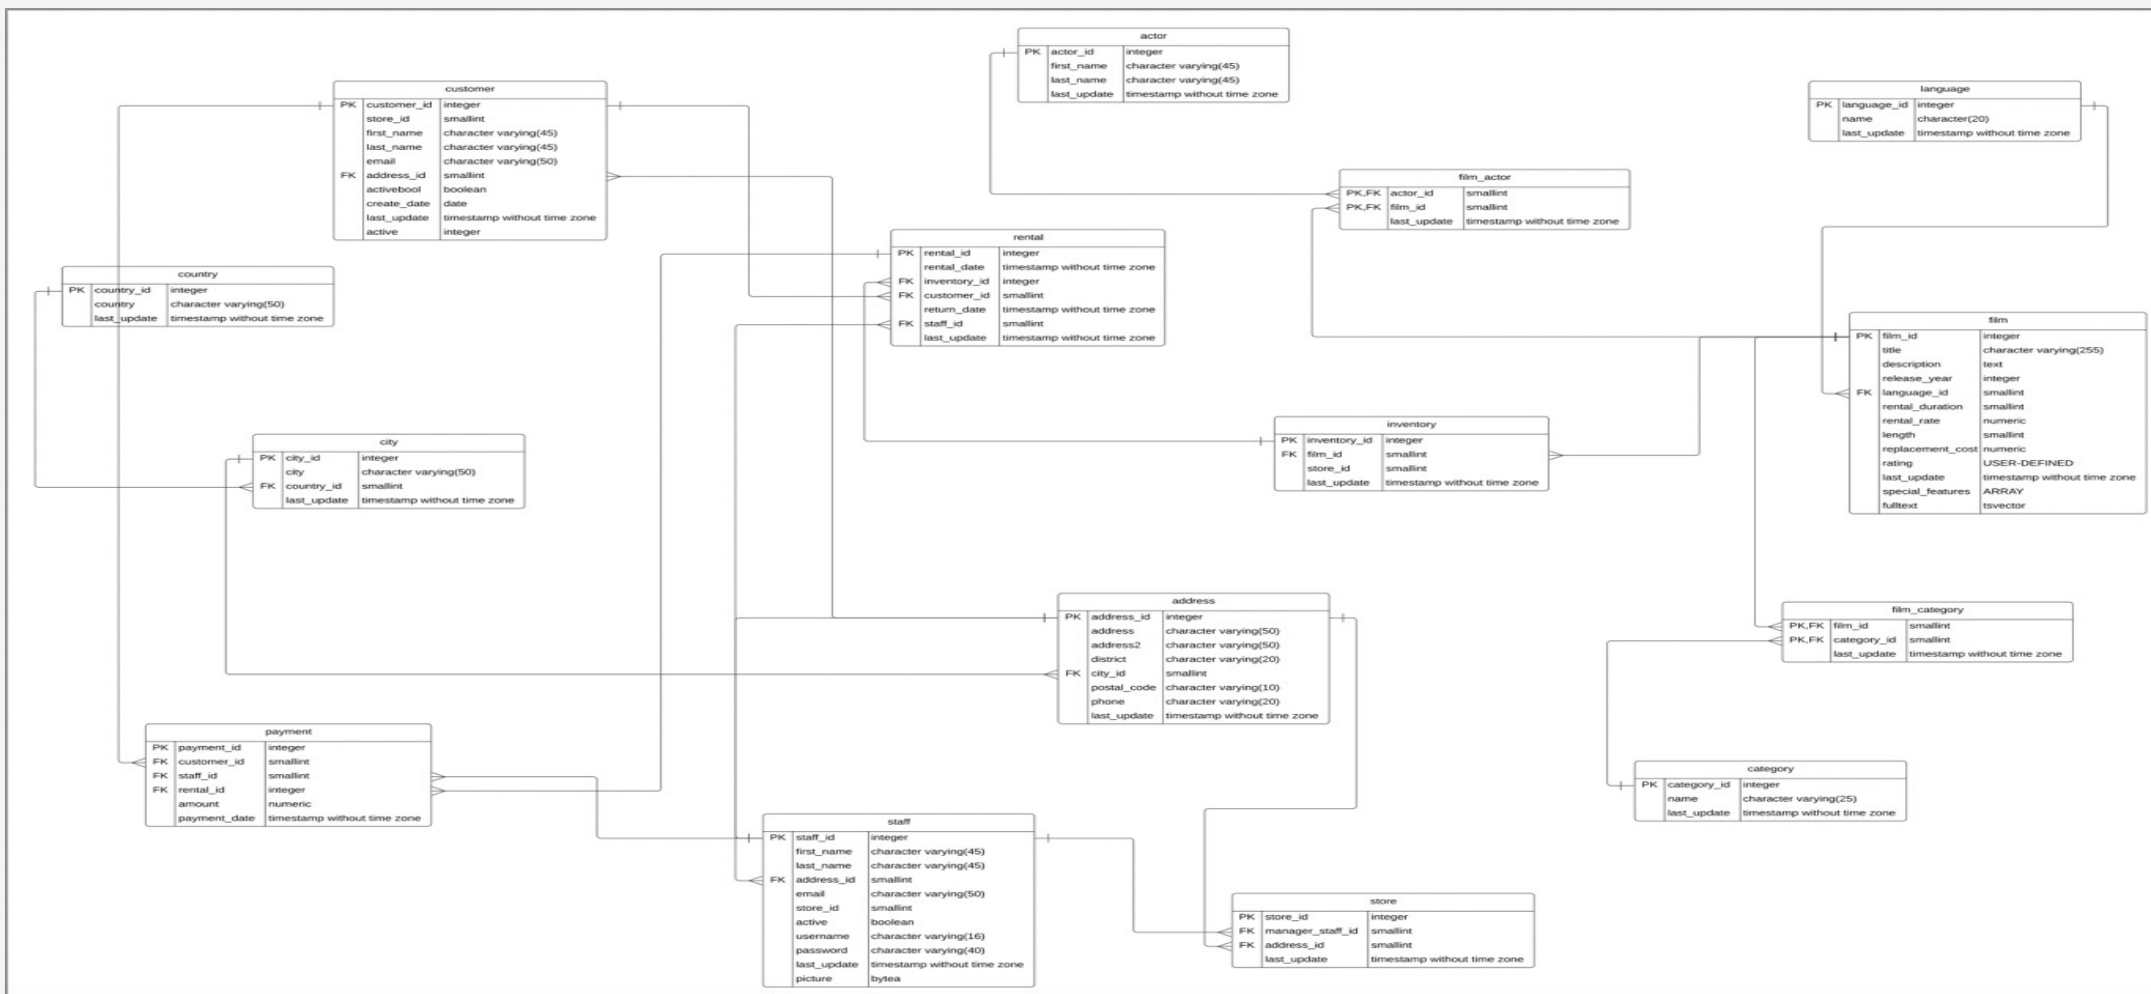 actor
PK actor_id integer
first_name character varying(45)
last_name character varying(45)
last_update timestamp without time zone
customer
PK customer_id integer
store_id smallint
first_name character varying(45)
last_name character varying(45)
email character varying(50)
FK address_id smallint
activebool boolean
create_date date
last_update timestamp without time zone
active integer
language
PK language_id integer
name character(20)
last_update timestamp without time zone
film_actor
PK,FK actor_id smallint
PK,FK film_id smallint
last_update timestamp without time zone
rental
PK rental_id integer
rental_date timestamp without time zone
FK inventory_id integer
FK customer_id smallint
return_date timestamp without time zone
FK staff_id smallint
last_update timestamp without time zone
country
PK country_id integer
country character varying(50)
last_update timestamp without time zone
film
PK film_id integer
title character varying(255)
description text
release_year integer
FK language_id smallint
rental_duration smallint
rental_rate numeric
length smallint
replacement_cost numeric
rating USER-DEFINED
last_update timestamp without time zone
special_features ARRAY
fulltext tsvector
inventory
PK inventory_id integer
FK film_id smallint
store_id smallint
last_update timestamp without time zone
city
PK city_id integer
city character varying(50)
FK country_id smallint
last_update timestamp without time zone
address
PK address_id integer
address character varying(50)
address2 character varying(50)
district character varying(20)
FK city_id smallint
postal_code character varying(10)
phone character varying(20)
last_update timestamp without time zone
film_category
PK,FK film_id smallint
PK,FK category_id smallint
last_update timestamp without time zone
payment
PK payment_id integer
FK customer_id smallint
FK staff_id smallint
FK rental_id integer
amount numeric
payment_date timestamp without time zone
category
PK category_id integer
name character varying(25)
last_update timestamp without time zone
staff
PK staff_id integer
first_name character varying(45)
last_name character varying(45)
FK address_id smallint
email character varying(50)
store_id smallint
active boolean
username character varying(16)
password character varying(40)
last_update timestamp without time zone
picture bytea
store
PK store_id integer
FK manager_staff_id smallint
FK address_id smallint
last_update timestamp without time zone